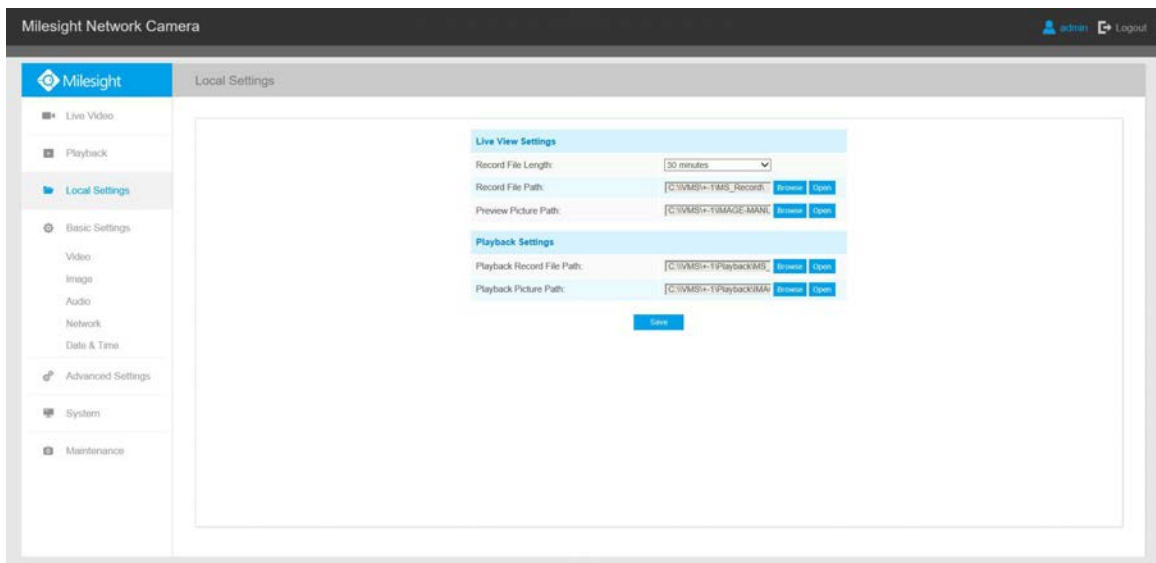 Milesight Network Camera
admin Logout
Milesight
Local Settings
Live Video
Playback
Local Settings
Basic Settings
Video
Image
Audio
Network
Date & Time
Advanced Settings
System
Maintenance
Live View Settings
Record File Length: 30 minutes
Record File Path: Browse Open
Preview Picture Path: Browse Open
Playback Settings
Playback Record File Path: Browse Open
Playback Picture Path: Browse Open
Save